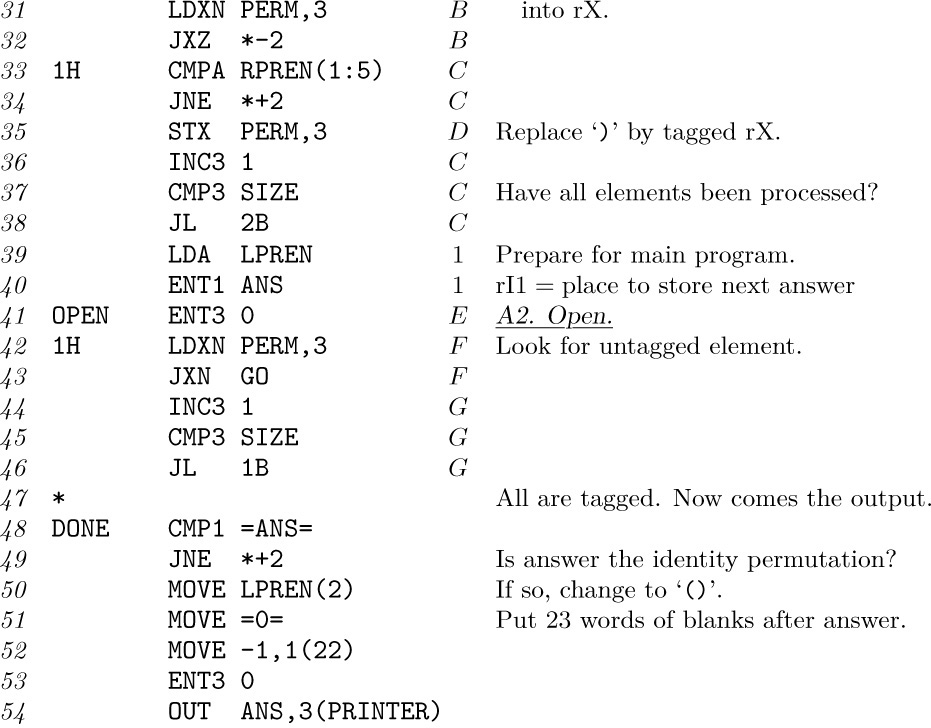 31 LDXN PERM,3 B into rX.
32 JXZ *-2 B
33 1H CMPA RPREN(1:5) C
34 JNE *+2 C
35 STX PERM,3 D Replace ‘)’ by tagged rX.
36 INC3 1 C
37 CMP3 SIZE C Have all elements been processed?
38 JL 2B C
39 LDA LPREN 1 Prepare for main program.
40 ENT1 ANS 1 rI1 = place to store next answer
41 OPEN ENT3 0 E A2. Open.
42 1H LDXN PERM,3 F Look for untagged element.
43 JXN GO F
44 INC3 1 G
45 CMP3 SIZE G
46 JL 1B G
47 * All are tagged. Now comes the output.
48 DONE CMP1 =ANS=
49 JNE *+2 Is answer the identity permutation?
50 MOVE LPREN(2) If so, change to ‘()’.
51 MOVE =0= Put 23 words of blanks after answer.
52 MOVE -1,1(22)
53 ENT3 0
54 OUT ANS,3(PRINTER)